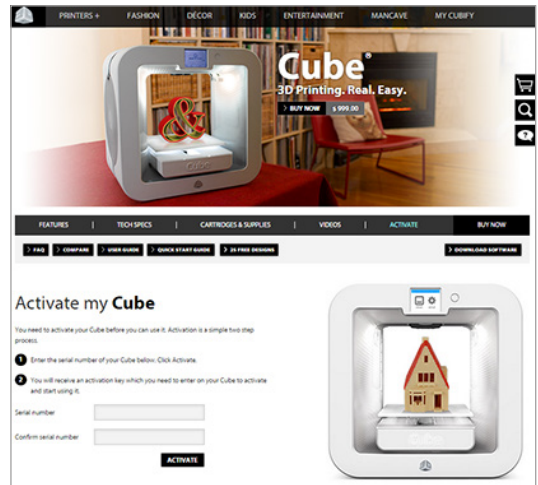 PRINTERS + FASHION DÉCOR KIDS ENTERTAINMENT MANCAVE MY CUBIFY
Cube®
3D Printing. Real. Easy.
> BUY NOW $ 999.00
Cube
FEATURES | TECH SPECS | CARTRIDGES & SUPPLIES | VIDEOS | ACTIVATE BUY NOW
> FAQ > COMPARE > USER GUIDE > QUICK START GUIDE > 25 FREE DESIGNS > DOWNLOAD SOFTWARE
Activate my Cube
You need to activate your Cube before you can use it. Activation is a simple two step
process.
1 Enter the serial number of your Cube below. Click Activate.
2 You will receive an activation key which you need to enter on your Cube to activate
and start using it.
Serial number
Confirm serial number
ACTIVATE
Cube